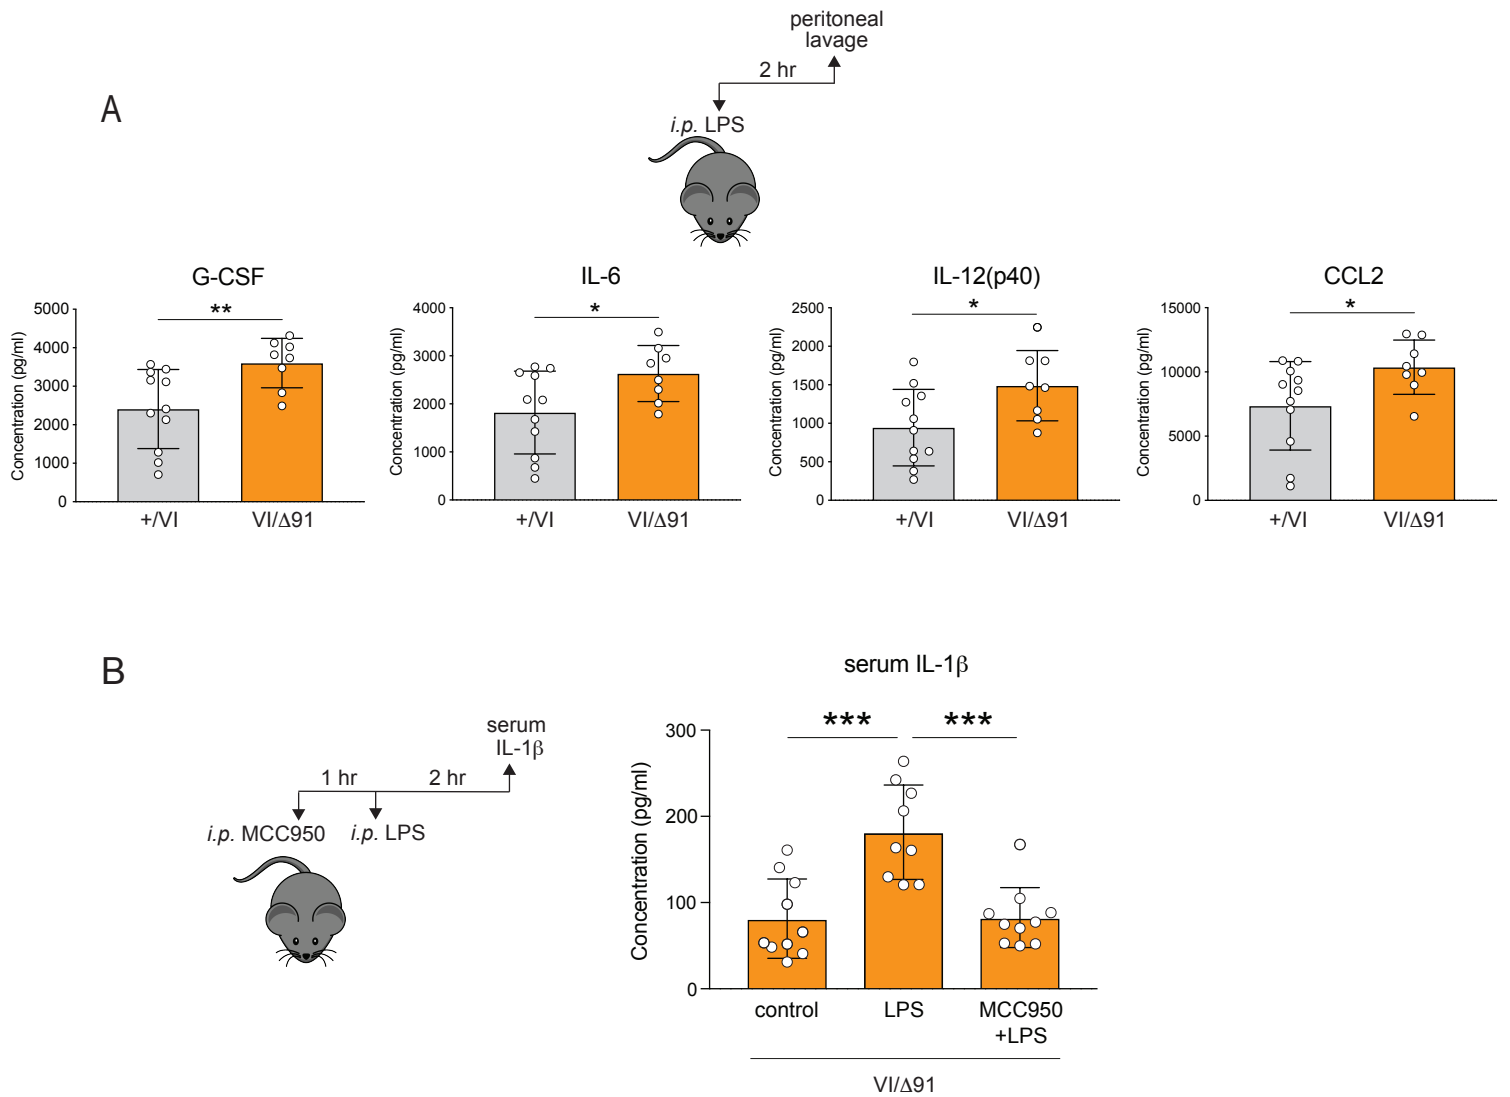 A
peritoneal
lavage
2 hr
i.p. LPS
G-CSF
**
Concentration (pg/ml)
5000
4000
3000
2000
1000
0
+/VI
VI/Δ91
IL-6
*
Concentration (pg/ml)
4000
3000
2000
1000
0
+/VI
VI/Δ91
IL-12(p40)
*
Concentration (pg/ml)
2500
2000
1500
1000
500
0
+/VI
VI/Δ91
CCL2
*
Concentration (pg/ml)
15000
10000
5000
0
+/VI
VI/Δ91
B
serum
IL-1β
1 hr
2 hr
i.p. MCC950
i.p. LPS
serum IL-1β
***
***
Concentration (pg/ml)
300
200
100
0
control
LPS
MCC950
+LPS
VI/Δ91